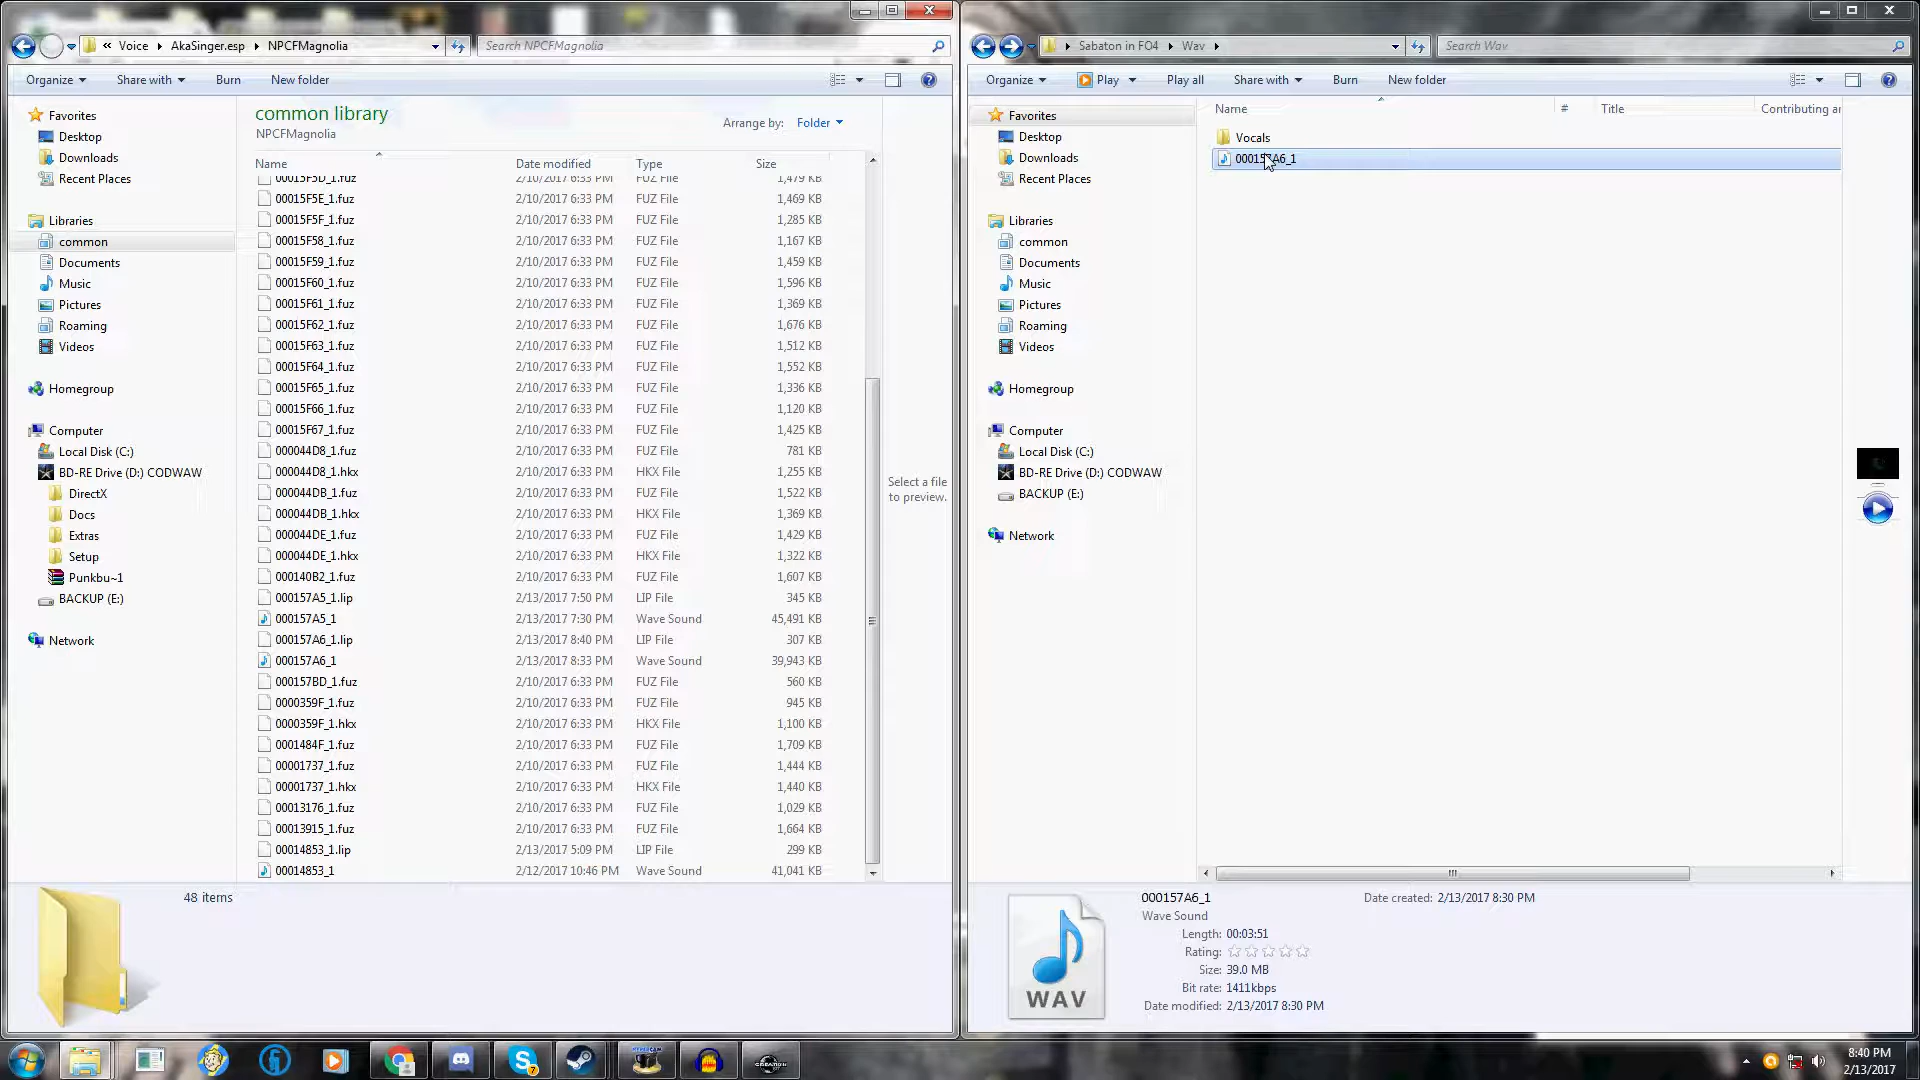 « Voice ▸ AkaSinger.esp ▸ NPCFMagnolia
Search NPCFMagnolia
Organize Share with Burn New folder
Favorites
Desktop
Downloads
Recent Places
Libraries
common
Documents
Music
Pictures
Roaming
Videos
Homegroup
Computer
Local Disk (C:)
BD-RE Drive (D:) CODWAW
DirectX
Docs
Extras
Setup
Punkbu~1
BACKUP (E:)
Network
common library
NPCFMagnolia
Arrange by: Folder
Name Date modified Type Size
00015F5D_1.fuz 2/10/2017 6:33 PM FUZ File 1,479 KB
00015F5E_1.fuz 2/10/2017 6:33 PM FUZ File 1,469 KB
00015F5F_1.fuz 2/10/2017 6:33 PM FUZ File 1,285 KB
00015F58_1.fuz 2/10/2017 6:33 PM FUZ File 1,167 KB
00015F59_1.fuz 2/10/2017 6:33 PM FUZ File 1,459 KB
00015F60_1.fuz 2/10/2017 6:33 PM FUZ File 1,596 KB
00015F61_1.fuz 2/10/2017 6:33 PM FUZ File 1,369 KB
00015F62_1.fuz 2/10/2017 6:33 PM FUZ File 1,676 KB
00015F63_1.fuz 2/10/2017 6:33 PM FUZ File 1,512 KB
00015F64_1.fuz 2/10/2017 6:33 PM FUZ File 1,552 KB
00015F65_1.fuz 2/10/2017 6:33 PM FUZ File 1,336 KB
00015F66_1.fuz 2/10/2017 6:33 PM FUZ File 1,120 KB
00015F67_1.fuz 2/10/2017 6:33 PM FUZ File 1,425 KB
000044D8_1.fuz 2/10/2017 6:33 PM FUZ File 781 KB
000044D8_1.hkx 2/10/2017 6:33 PM HKX File 1,255 KB
000044DB_1.fuz 2/10/2017 6:33 PM FUZ File 1,522 KB
000044DB_1.hkx 2/10/2017 6:33 PM HKX File 1,369 KB
000044DE_1.fuz 2/10/2017 6:33 PM FUZ File 1,429 KB
000044DE_1.hkx 2/10/2017 6:33 PM HKX File 1,322 KB
000140B2_1.fuz 2/10/2017 6:33 PM FUZ File 1,607 KB
000157A5_1.lip 2/13/2017 7:50 PM LIP File 345 KB
000157A5_1 2/13/2017 7:30 PM Wave Sound 45,491 KB
000157A6_1.lip 2/13/2017 8:40 PM LIP File 307 KB
000157A6_1 2/13/2017 8:33 PM Wave Sound 39,943 KB
000157BD_1.fuz 2/10/2017 6:33 PM FUZ File 560 KB
0000359F_1.fuz 2/10/2017 6:33 PM FUZ File 945 KB
0000359F_1.hkx 2/10/2017 6:33 PM HKX File 1,100 KB
0001484F_1.fuz 2/10/2017 6:33 PM FUZ File 1,709 KB
00001737_1.fuz 2/10/2017 6:33 PM FUZ File 1,444 KB
00001737_1.hkx 2/10/2017 6:33 PM HKX File 1,440 KB
00013176_1.fuz 2/10/2017 6:33 PM FUZ File 1,029 KB
00013915_1.fuz 2/10/2017 6:33 PM FUZ File 1,664 KB
00014853_1.lip 2/13/2017 5:09 PM LIP File 299 KB
00014853_1 2/12/2017 10:46 PM Wave Sound 41,041 KB
Select a file
to preview.
48 items
▸ Sabaton in FO4 ▸ Wav ▸
Search Wav
Organize Play Play all Share with Burn New folder
Favorites
Desktop
Downloads
Recent Places
Libraries
common
Documents
Music
Pictures
Roaming
Videos
Homegroup
Computer
Local Disk (C:)
BD-RE Drive (D:) CODWAW
BACKUP (E:)
Network
Name # Title Contributing ar
Vocals
000157A6_1
WAV
000157A6_1
Wave Sound
Length: 00:03:51
Rating:
Size: 39.0 MB
Bit rate: 1411kbps
Date modified: 2/13/2017 8:30 PM
Date created: 2/13/2017 8:30 PM
8:40 PM
2/13/2017